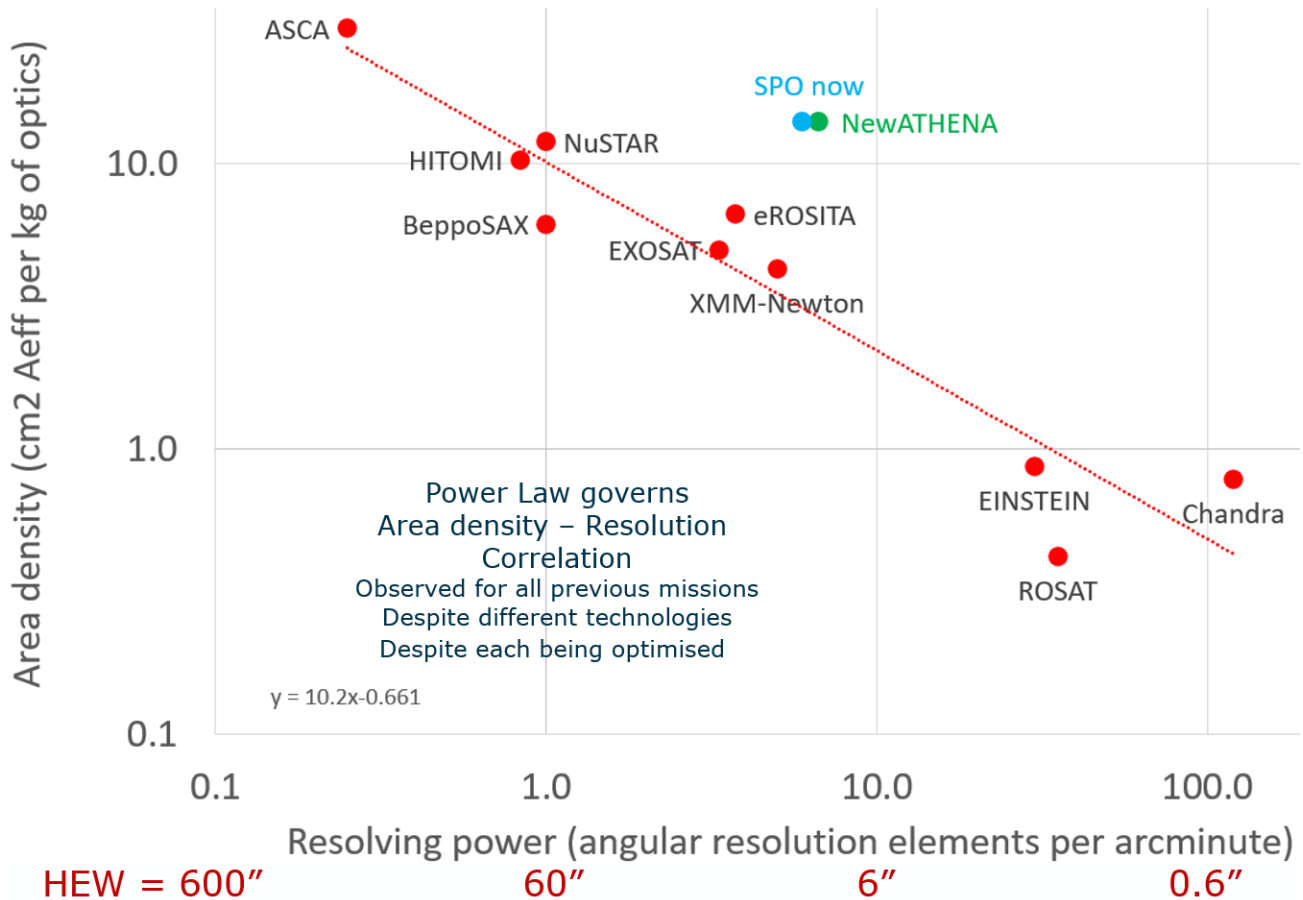 ASCA
SPO now
NewATHENA
NuSTAR
HITOMI
BeppoSAX
eROSITA
EXOSAT
XMM-Newton
EINSTEIN
Chandra
ROSAT
Area density (cm2 Aeff per kg of optics)
10.0
1.0
0.1
Power Law governs
Area density – Resolution
Correlation
Observed for all previous missions
Despite different technologies
Despite each being optimised
y = 10.2x-0.661
0.1 1.0 10.0 100.0
Resolving power (angular resolution elements per arcminute)
HEW = 600” 60” 6” 0.6”